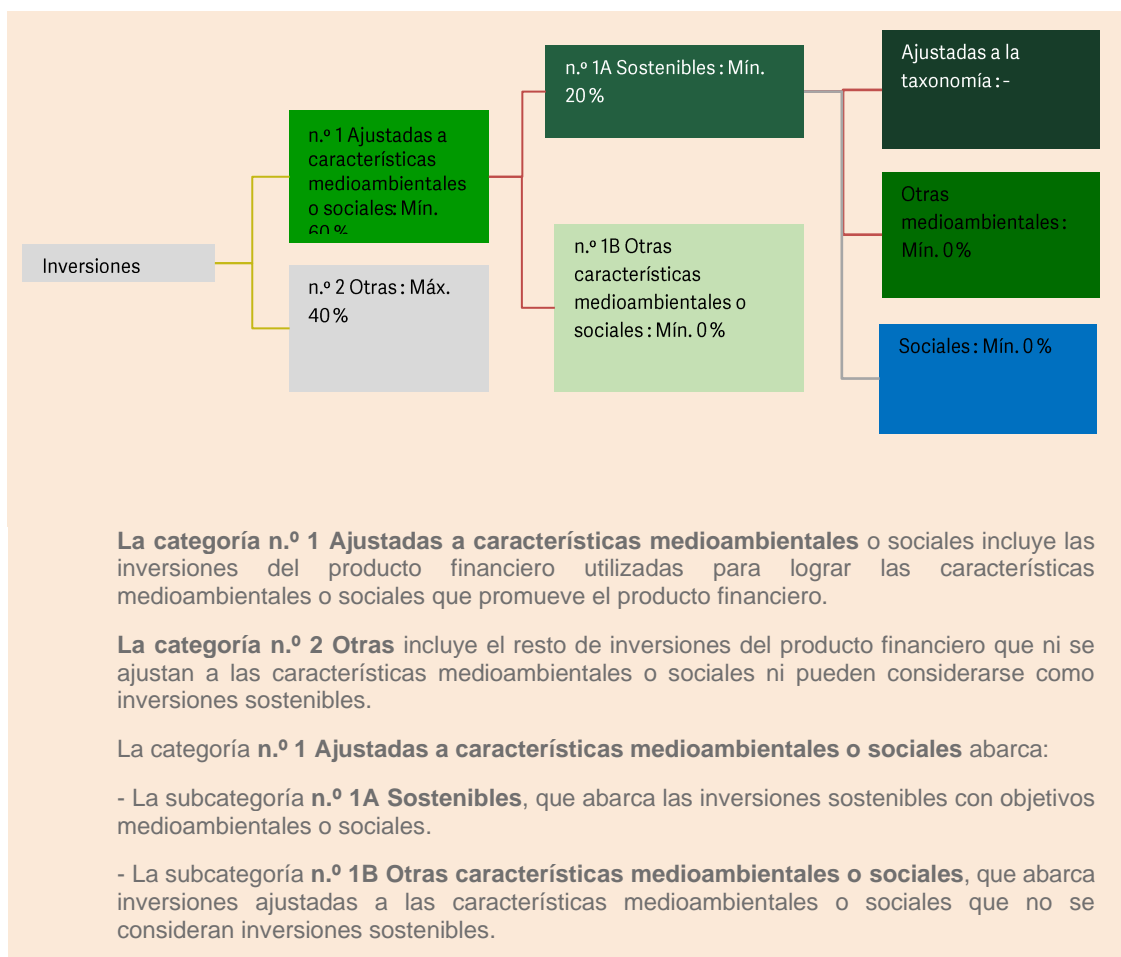 Inversiones
n.º 1 Ajustadas a
características
medioambientales
o sociales: Mín.
60 %
n.º 2 Otras : Máx.
40 %
n.º 1A Sostenibles : Mín.
20 %
n.º 1B Otras
características
medioambientales o
sociales : Mín. 0 %
Ajustadas a la
taxonomía : -
Otras
medioambientales :
Mín. 0 %
Sociales : Mín. 0 %
La categoría n.º 1 Ajustadas a características medioambientales o sociales incluye las
inversiones del producto financiero utilizadas para lograr las características
medioambientales o sociales que promueve el producto financiero.
La categoría n.º 2 Otras incluye el resto de inversiones del producto financiero que ni se
ajustan a las características medioambientales o sociales ni pueden considerarse como
inversiones sostenibles.
La categoría n.º 1 Ajustadas a características medioambientales o sociales abarca:
- La subcategoría n.º 1A Sostenibles, que abarca las inversiones sostenibles con objetivos
medioambientales o sociales.
- La subcategoría n.º 1B Otras características medioambientales o sociales, que abarca
inversiones ajustadas a las características medioambientales o sociales que no se
consideran inversiones sostenibles.